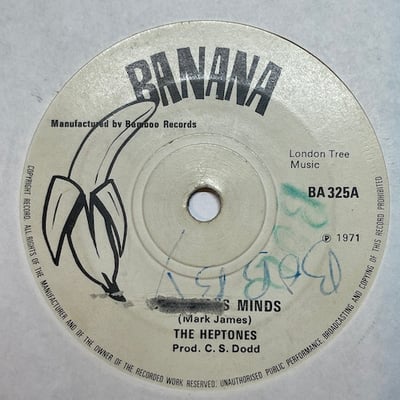 BANANA
Manufactured by Bamboo Records
London Tree
Music
BA 325A
℗ 1971
BOBBY
S MINDS
(Mark James)
THE HEPTONES
Prod. C. S. Dodd
COPYRIGHT RECORD. ALL RIGHTS OF THE MANUFACTURER AND OF THE OWNER OF THE RECORDED WORK RESERVED. UNAUTHORISED PUBLIC PERFORMANCE BROADCASTING AND COPYING OF THIS RECORD PROHIBITED